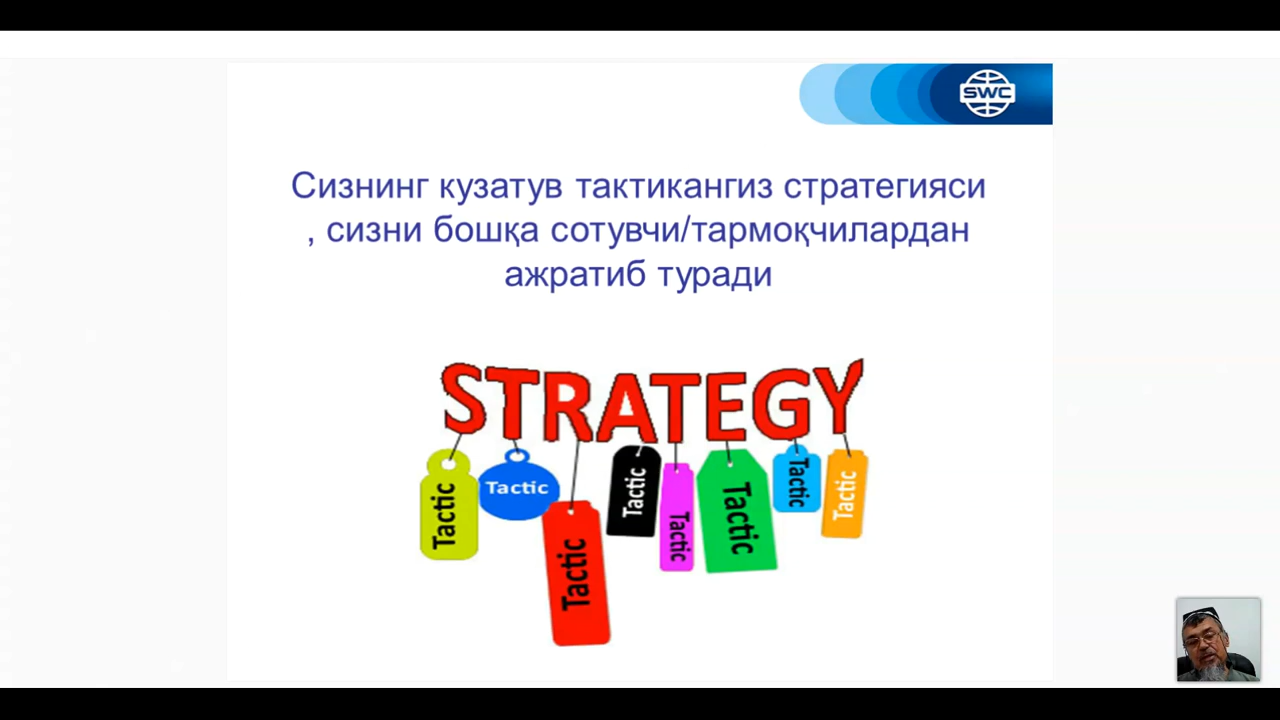 SWC
Сизнинг кузатув тактикангиз стратегияси
, сизни бошқа сотувчи/тармоқчилардан
ажратиб туради
STRATEGY
Tactic
Tactic
Tactic
Tactic
Tactic
Tactic
Tactic
Tactic